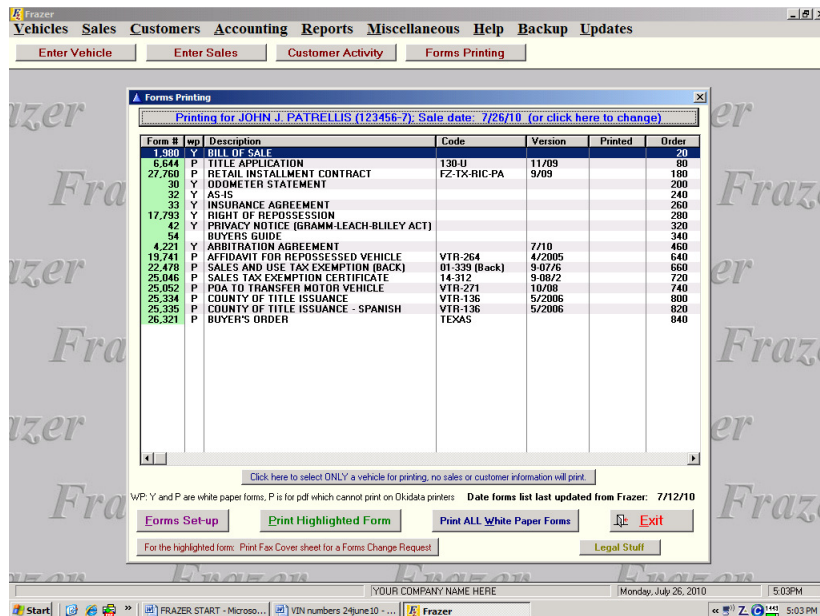 Frazer
Vehicles Sales Customers Accounting Reports Miscellaneous Help Backup Updates
Enter Vehicle Enter Sales Customer Activity Forms Printing
Forms Printing
Printing for JOHN J. PATRELLIS (123456-7); Sale date: 7/26/10 (or click here to change)
Form # wp Description Code Version Printed Order
1,980 Y BILL OF SALE 20
6,644 P TITLE APPLICATION 130-U 11/09 80
27,760 P RETAIL INSTALLMENT CONTRACT FZ-TX-RIC-PA 9/09 180
30 Y ODOMETER STATEMENT 200
32 Y AS-IS 240
33 Y INSURANCE AGREEMENT 260
17,793 Y RIGHT OF REPOSSESSION 280
42 Y PRIVACY NOTICE (GRAMM-LEACH-BLILEY ACT) 320
54 BUYERS GUIDE 340
4,221 Y ARBITRATION AGREEMENT 7/10 460
19,741 P AFFIDAVIT FOR REPOSSESSED VEHICLE VTR-264 4/2005 640
22,478 P SALES AND USE TAX EXEMPTION (BACK) 01-339 (Back) 9-07/6 660
25,046 P SALES TAX EXEMPTION CERTIFICATE 14-312 9-08/2 720
25,052 P POA TO TRANSFER MOTOR VEHICLE VTR-271 10/08 740
25,334 P COUNTY OF TITLE ISSUANCE VTR-136 5/2006 800
25,335 P COUNTY OF TITLE ISSUANCE - SPANISH VTR-136 5/2006 820
26,321 P BUYER'S ORDER TEXAS 840
Click here to select ONLY a vehicle for printing, no sales or customer information will print.
WP: Y and P are white paper forms, P is for pdf which cannot print on Okidata printers Date forms list last updated from Frazer: 7/12/10
Forms Set-up Print Highlighted Form Print ALL White Paper Forms Exit
For the highlighted form: Print Fax Cover sheet for a Forms Change Request Legal Stuff
YOUR COMPANY NAME HERE Monday, July 26, 2010 5:03PM
Start FRAZER START - Microso... VIN numbers 24june10 - ... Frazer 5:03 PM